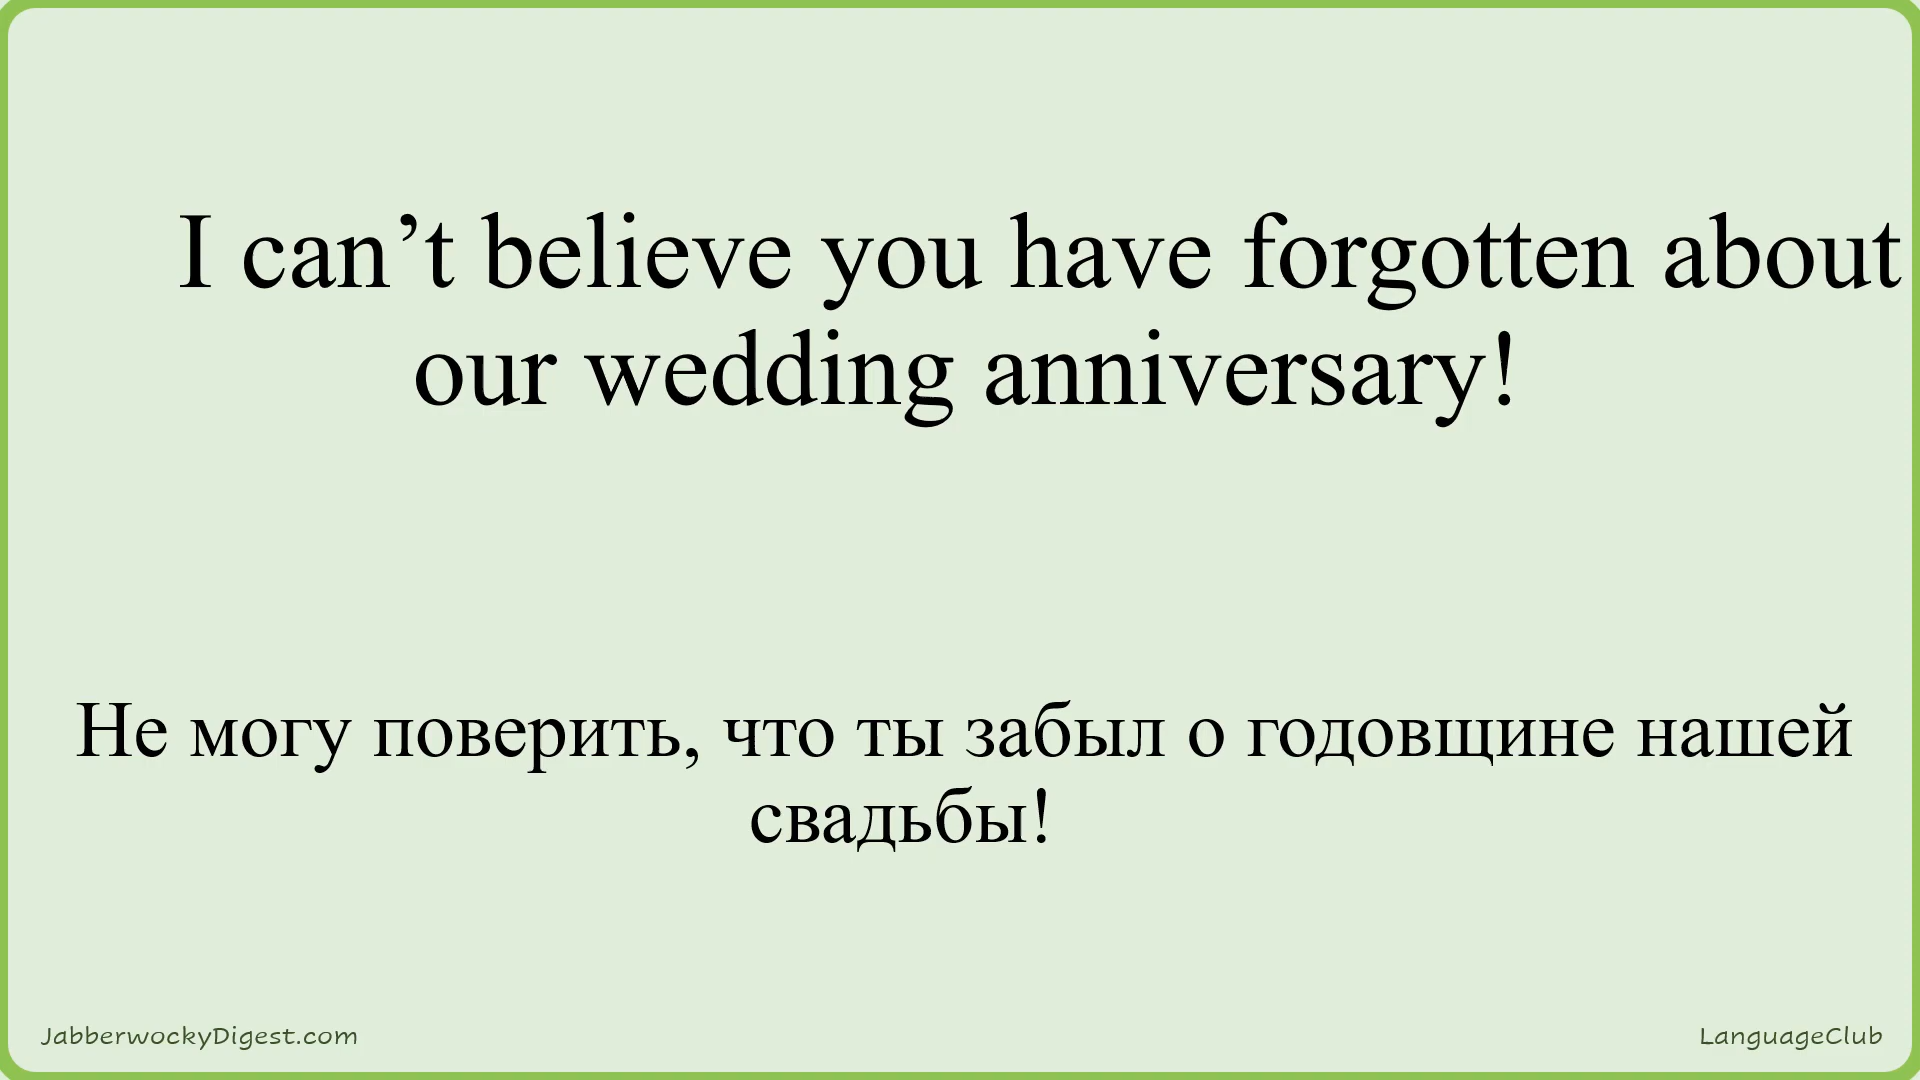 I can’t believe you have forgotten about
our wedding anniversary!
Не могу поверить, что ты забыл о годовщине нашей
свадьбы!
JabberwockyDigest.com
LanguageClub